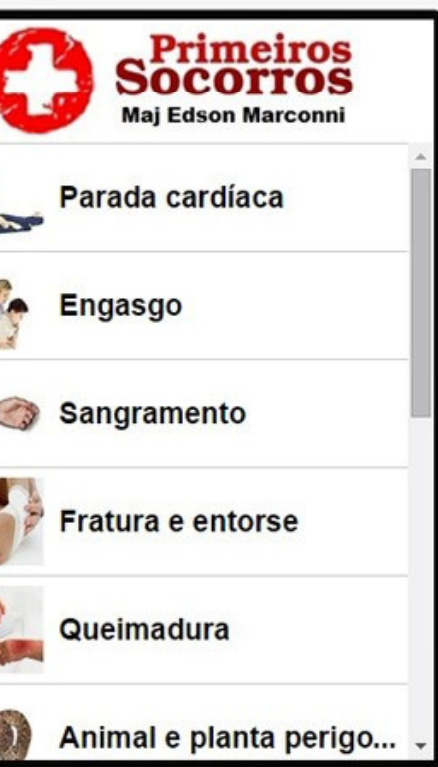 Primeiros
Socorros
Maj Edson Marconni
Parada cardíaca
Engasgo
Sangramento
Fratura e entorse
Queimadura
Animal e planta perigo...